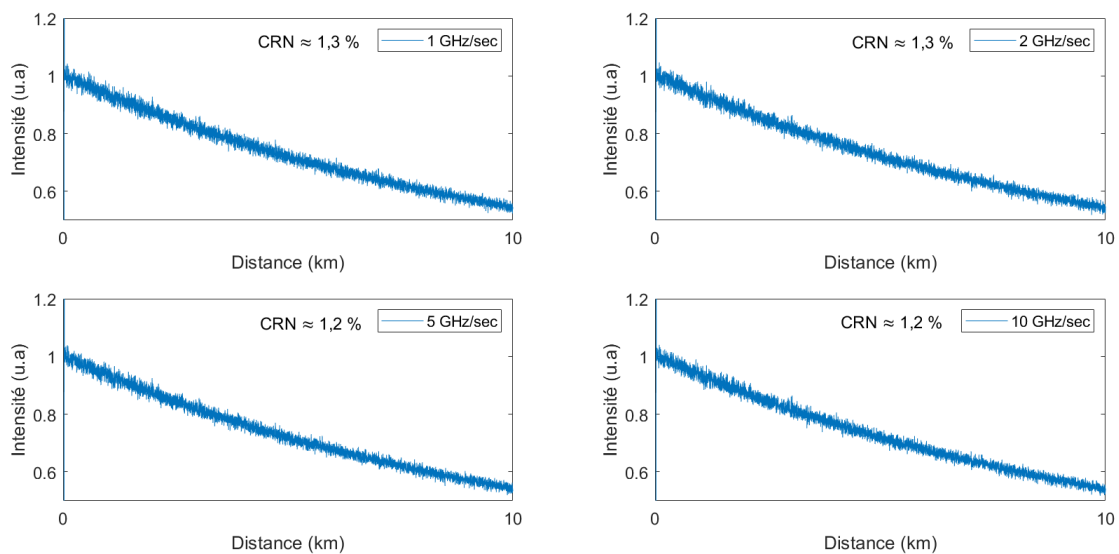 1.2
CRN ≈ 1,3 %
1 GHz/sec
1
0.8
0.6
Intensité (u.a)
0
10
Distance (km)
1.2
CRN ≈ 1,3 %
2 GHz/sec
1
0.8
0.6
Intensité (u.a)
0
10
Distance (km)
1.2
CRN ≈ 1,2 %
5 GHz/sec
1
0.8
0.6
Intensité (u.a)
0
10
Distance (km)
1.2
CRN ≈ 1,2 %
10 GHz/sec
1
0.8
0.6
Intensité (u.a)
0
10
Distance (km)